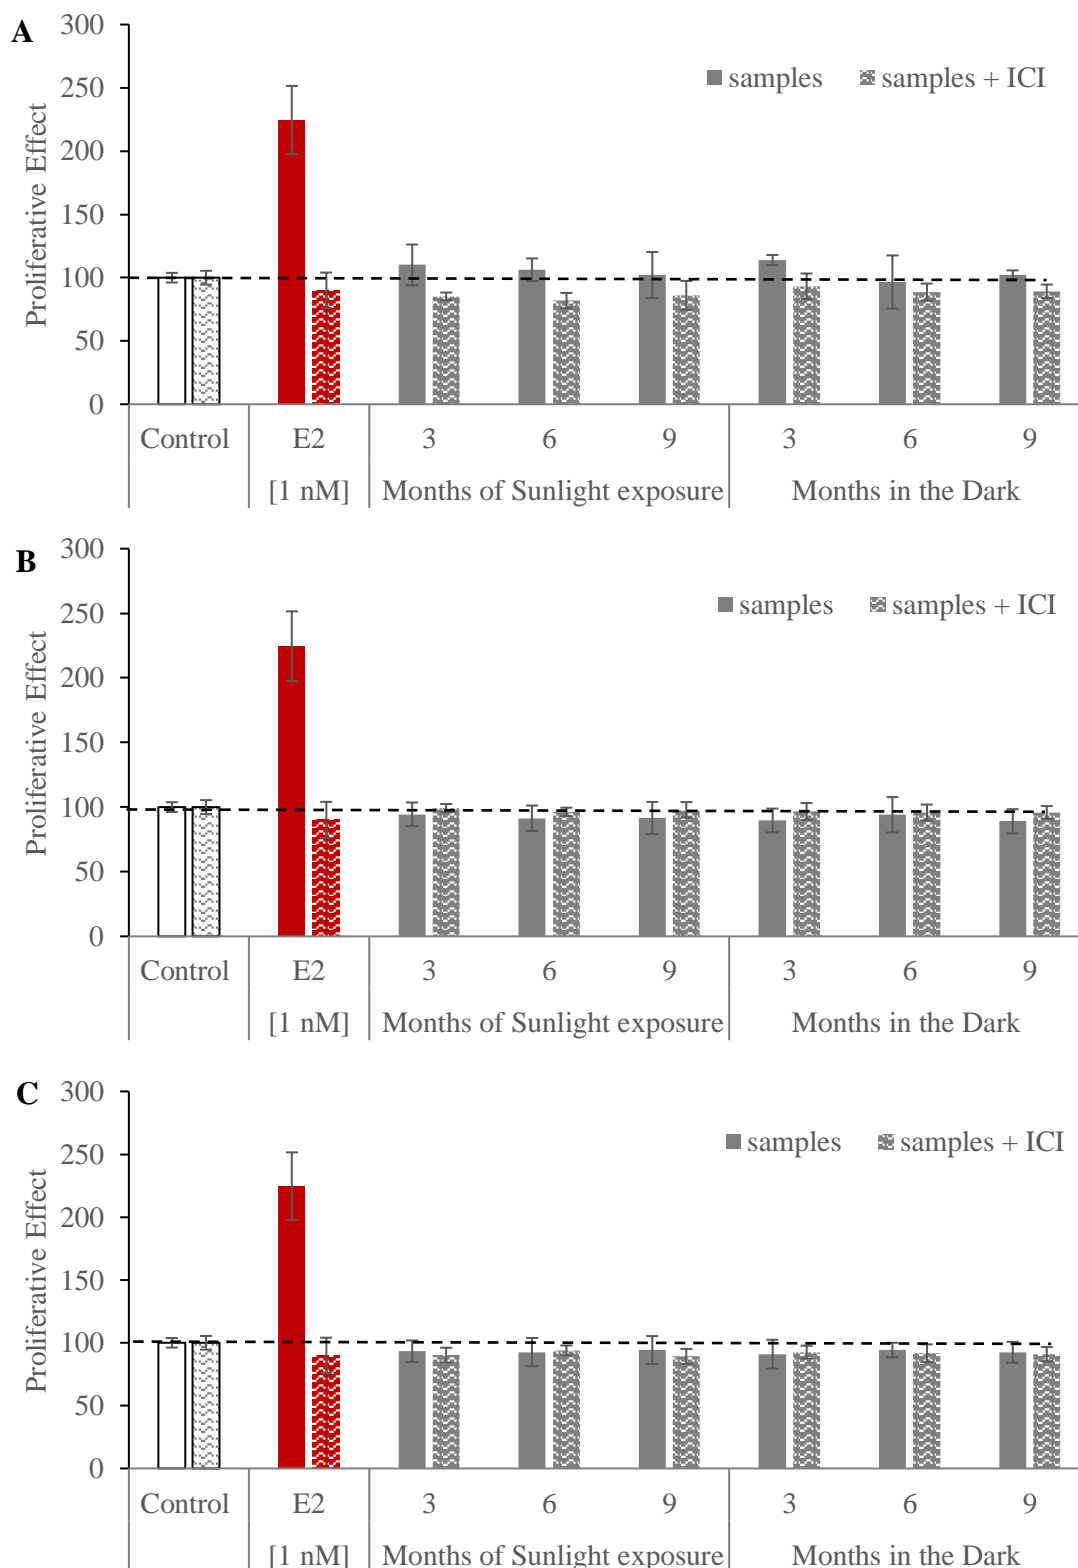 A
300
250
200
150
100
50
0
Proliferative Effect
samples samples + ICI
Control E2 3 6 9 3 6 9
[1 nM] Months of Sunlight exposure Months in the Dark
B
300
250
200
150
100
50
0
Proliferative Effect
samples samples + ICI
Control E2 3 6 9 3 6 9
[1 nM] Months of Sunlight exposure Months in the Dark
C
300
250
200
150
100
50
0
Proliferative Effect
samples samples + ICI
Control E2 3 6 9 3 6 9
[1 nM] Months of Sunlight exposure Months in the Dark